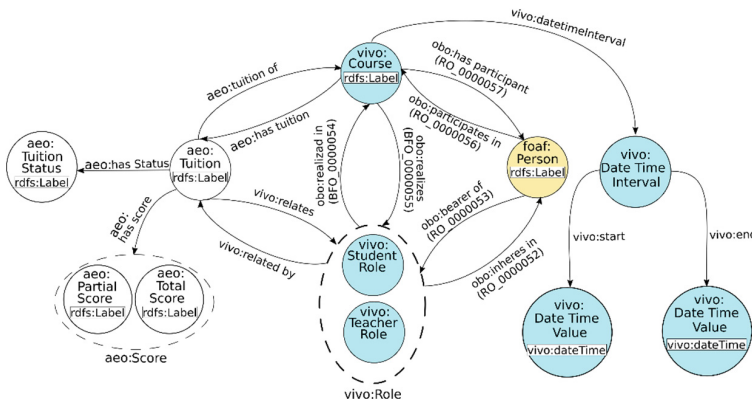 vivo:datetimeInterval
vivo:
Course
rdfs:Label
obo:has participant
(RO_0000057)
aeo:tuition of
aeo:has tuition
obo:participates in
(RO_0000056)
aeo:
Tuition
Status
rdfs:Label
aeo:has Status
aeo:
Tuition
rdfs:Label
obo:realizad in
(BFO_0000054)
obo:realizes
(BFO_0000055)
foaf:
Person
rdfs:Label
vivo:
Date Time
Interval
aeo:
has score
vivo:relates
vivo:related by
obo:bearer of
(RO_0000053)
obo:inheres in
(RO_0000052)
vivo:start
vivo:end
vivo:
Student
Role
vivo:
Teacher
Role
vivo:Role
aeo:
Partial
Score
rdfs:Label
aeo:
Total
Score
rdfs:Label
aeo:Score
vivo:
Date Time
Value
vivo:dateTime
vivo:
Date Time
Value
vivo:dateTime